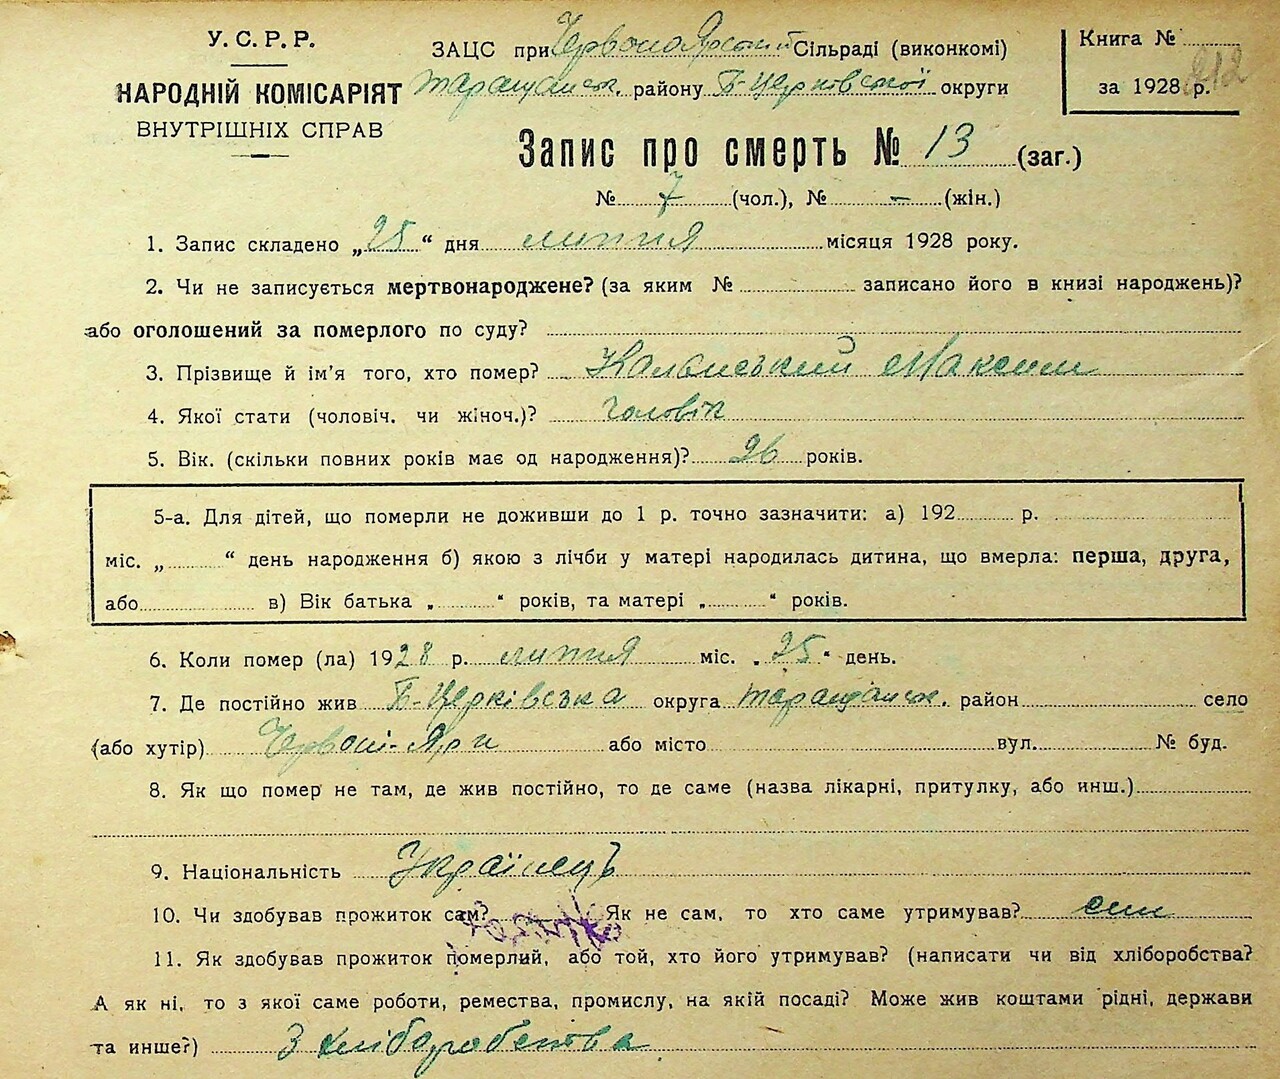 У.С.Р.Р.
НАРОДНІЙ КОМІСАРІЯТ
ВНУТРІШНІХ СПРАВ
ЗАЦС при Червоно Ярській Сільраді (виконкомі)
Таращанськ. району Б-Церківської округи
Книга № 212
за 1928 р.
Запис про смерть № 13 (заг.)
№ 7 (чол.), № – (жін.)
1. Запис складено „25“ дня липня місяця 1928 року.
2. Чи не записується мертвонароджене? (за яким № записано його в книзі народжень)?
або оголошений за померлого по суду?
3. Прізвище й ім'я того, хто помер? Максим
4. Якої стати (чоловіч. чи жіноч.)? Чоловік
5. Вік. (скільки повних років має од народження)? 26 років.
5-а. Для дітей, що померли не доживши до 1 р. точно зазначити: а) 192 р.
міс. „ “ день народження б) якою з лічби у матері народилась дитина, що вмерла: перша, друга,
або в) Вік батька „ “ років, та матері „ “ років.
6. Коли помер (ла) 1928 р. липня міс. „25“ день.
7. Де постійно жив Б-Церківська округа Таращанськ. район село
(або хутір) Червоні-Яри або місто вул. № буд.
8. Як що помер не там, де жив постійно, то де саме (назва лікарні, притулку, або инш.)
9. Національність Українець
10. Чи здобував прожиток сам? Як не сам, то хто саме утримував?
11. Як здобував прожиток померлий, або той, хто його утримував? (написати чи від хліборобства?
А як ні, то з якої саме роботи, ремества, промислу, на якій посаді? Може жив коштами рідні, держави
та инше?) З хліборобства